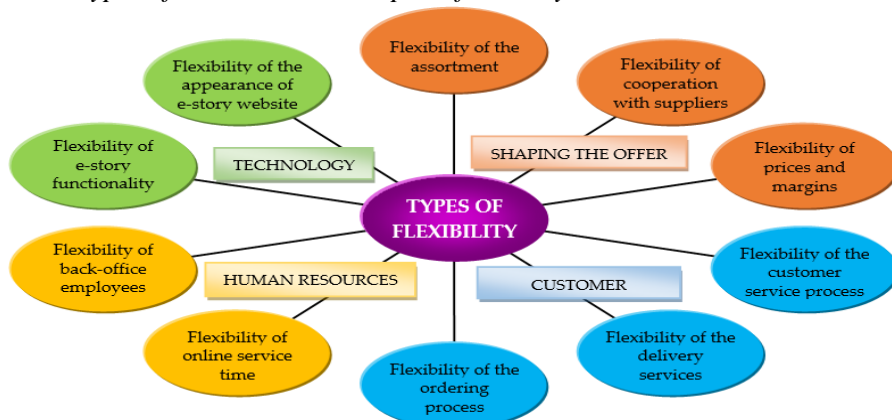 Flexibility of the
assortment
Flexibility of the
appearance of
e-story website
Flexibility of
cooperation
with suppliers
Flexibility of
e-story
functionality
TECHNOLOGY
SHAPING THE OFFER
Flexibility of
prices and
margins
TYPES OF
FLEXIBILITY
Flexibility of
back-office
employees
HUMAN RESOURCES
CUSTOMER
Flexibility of the
customer
service process
Flexibility of
online service
time
Flexibility of the
ordering
process
Flexibility of the
delivery
services